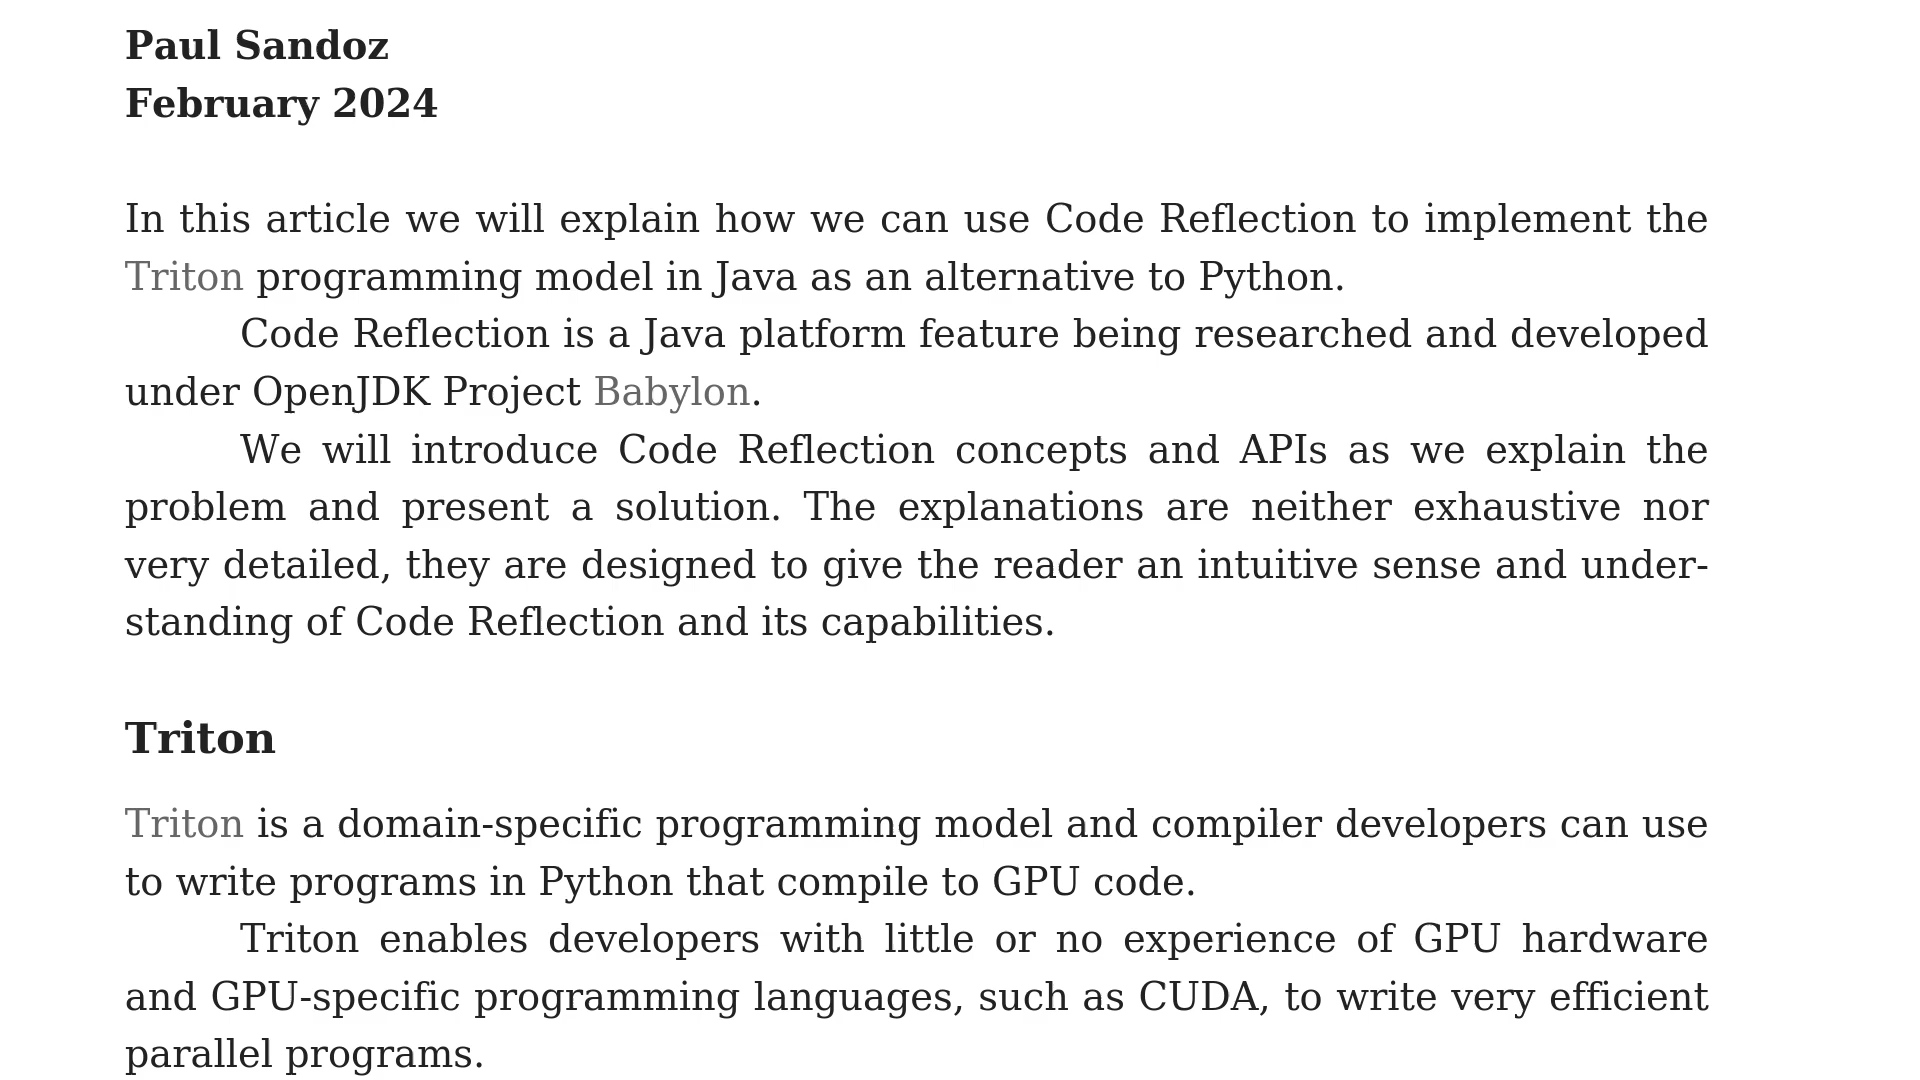 Paul Sandoz
February 2024
In this article we will explain how we can use Code Reflection to implement the
Triton programming model in Java as an alternative to Python.
Code Reflection is a Java platform feature being researched and developed
under OpenJDK Project Babylon.
We will introduce Code Reflection concepts and APIs as we explain the
problem and present a solution. The explanations are neither exhaustive nor
very detailed, they are designed to give the reader an intuitive sense and under-
standing of Code Reflection and its capabilities.
Triton
Triton is a domain-specific programming model and compiler developers can use
to write programs in Python that compile to GPU code.
Triton enables developers with little or no experience of GPU hardware
and GPU-specific programming languages, such as CUDA, to write very efficient
parallel programs.